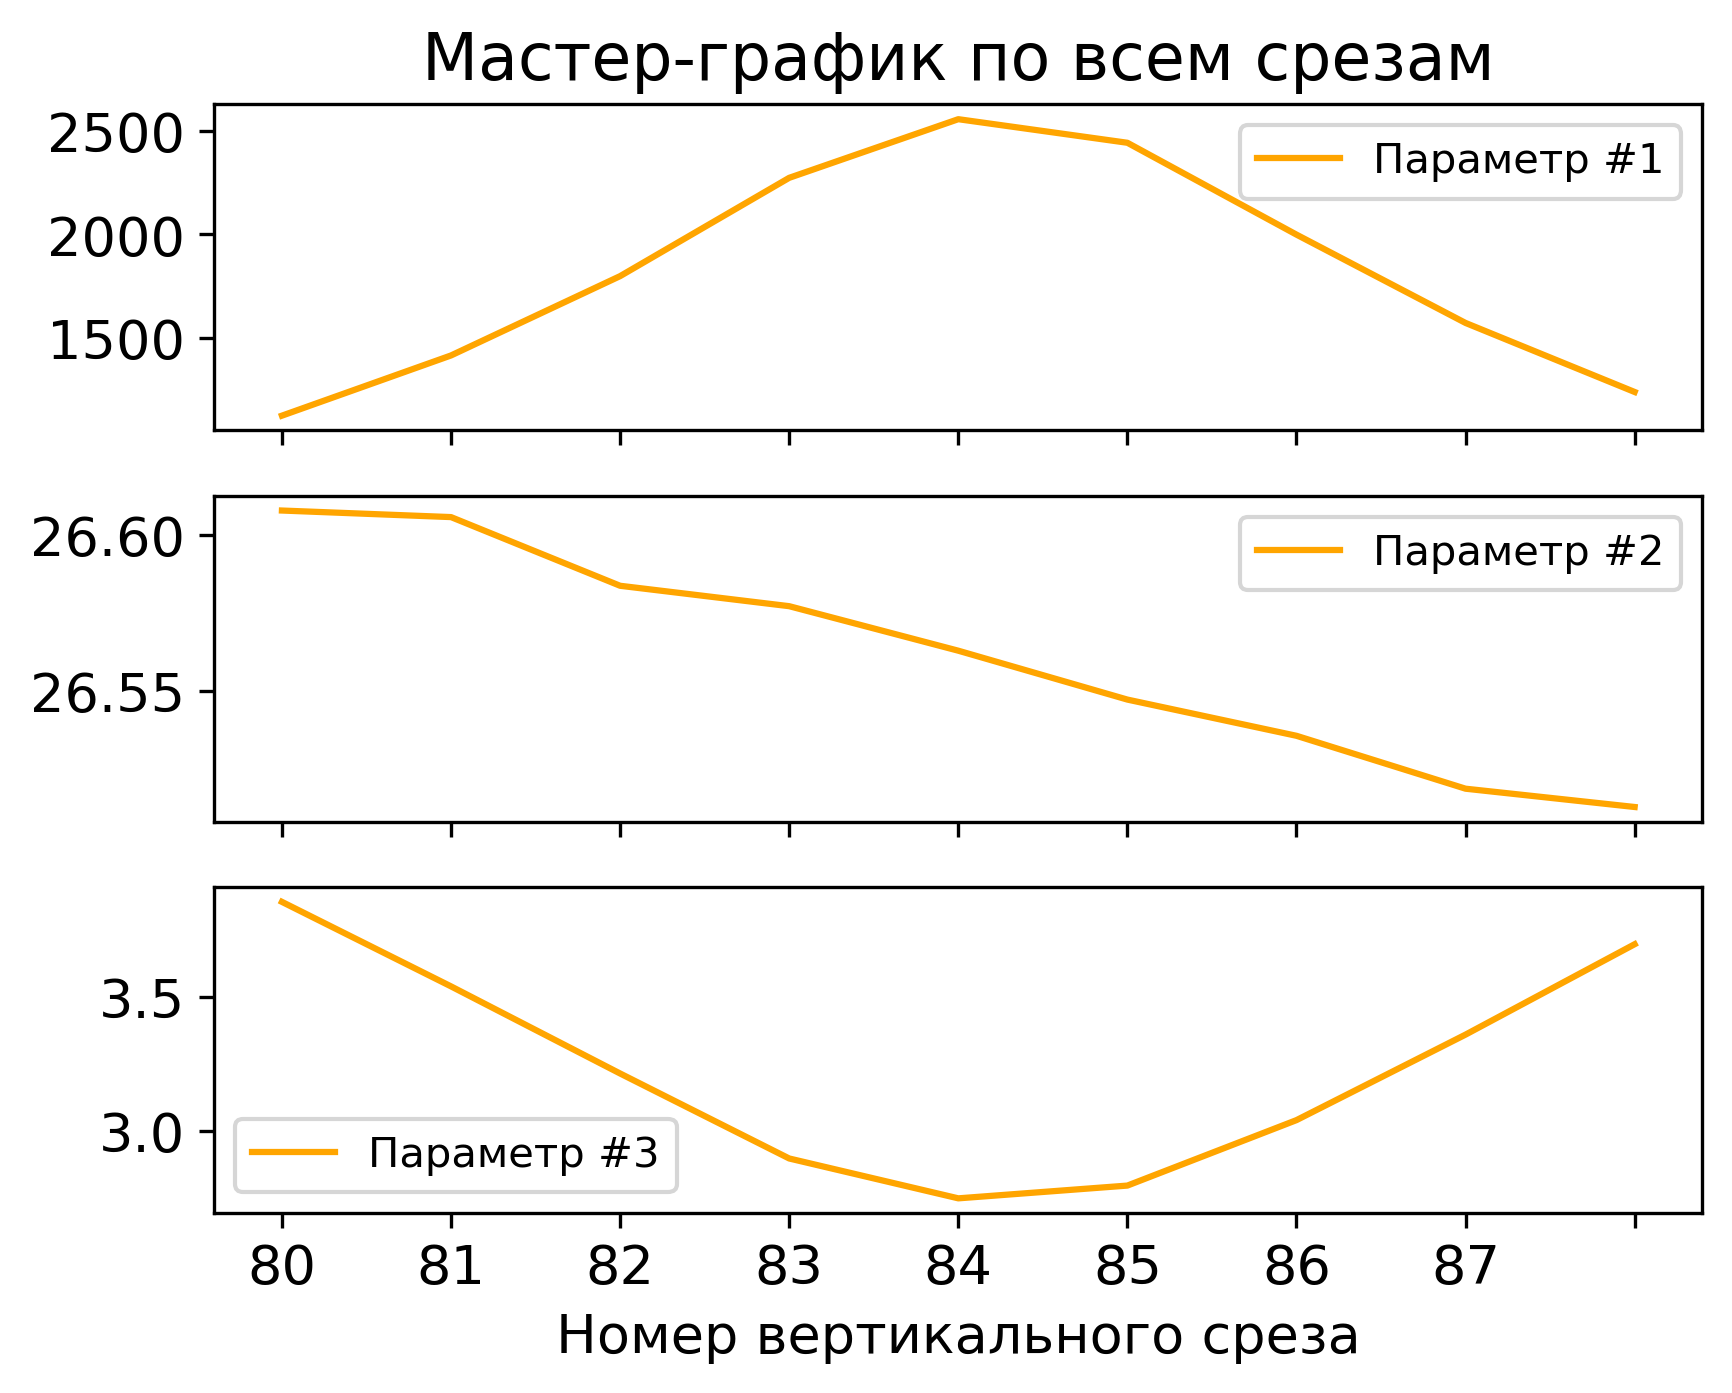 Мастер-график по всем срезам
2500
2000
1500
Параметр #1
26.60
26.55
Параметр #2
3.5
3.0
Параметр #3
80 81 82 83 84 85 86 87
Номер вертикального среза